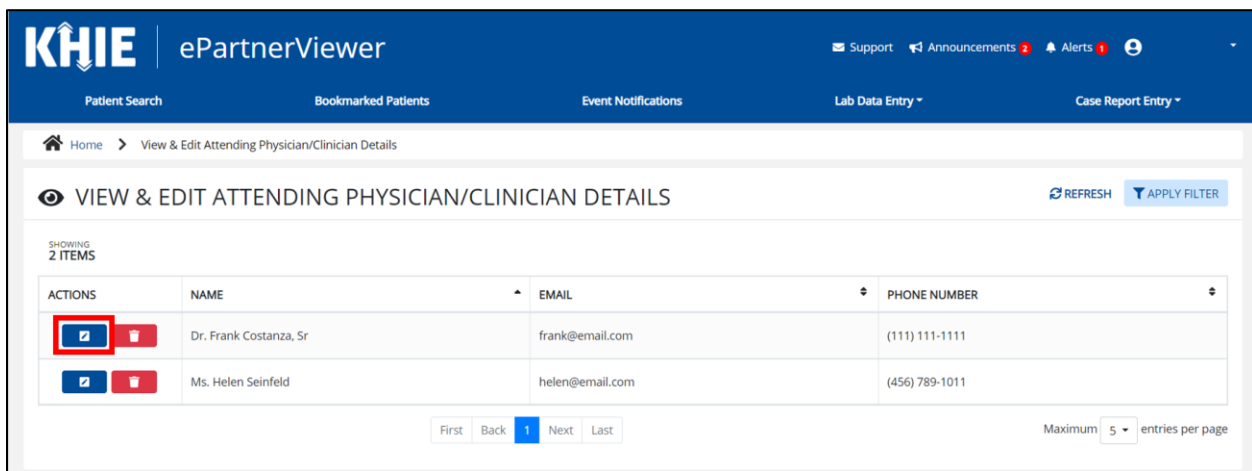 KHIE ePartnerViewer Support Announcements 2 Alerts 1
Patient Search Bookmarked Patients Event Notifications Lab Data Entry Case Report Entry
Home > View & Edit Attending Physician/Clinician Details
VIEW & EDIT ATTENDING PHYSICIAN/CLINICIAN DETAILS REFRESH APPLY FILTER
SHOWING
2 ITEMS
ACTIONS NAME EMAIL PHONE NUMBER
Dr. Frank Costanza, Sr frank@email.com (111) 111-1111
Ms. Helen Seinfeld helen@email.com (456) 789-1011
First Back 1 Next Last Maximum 5 entries per page